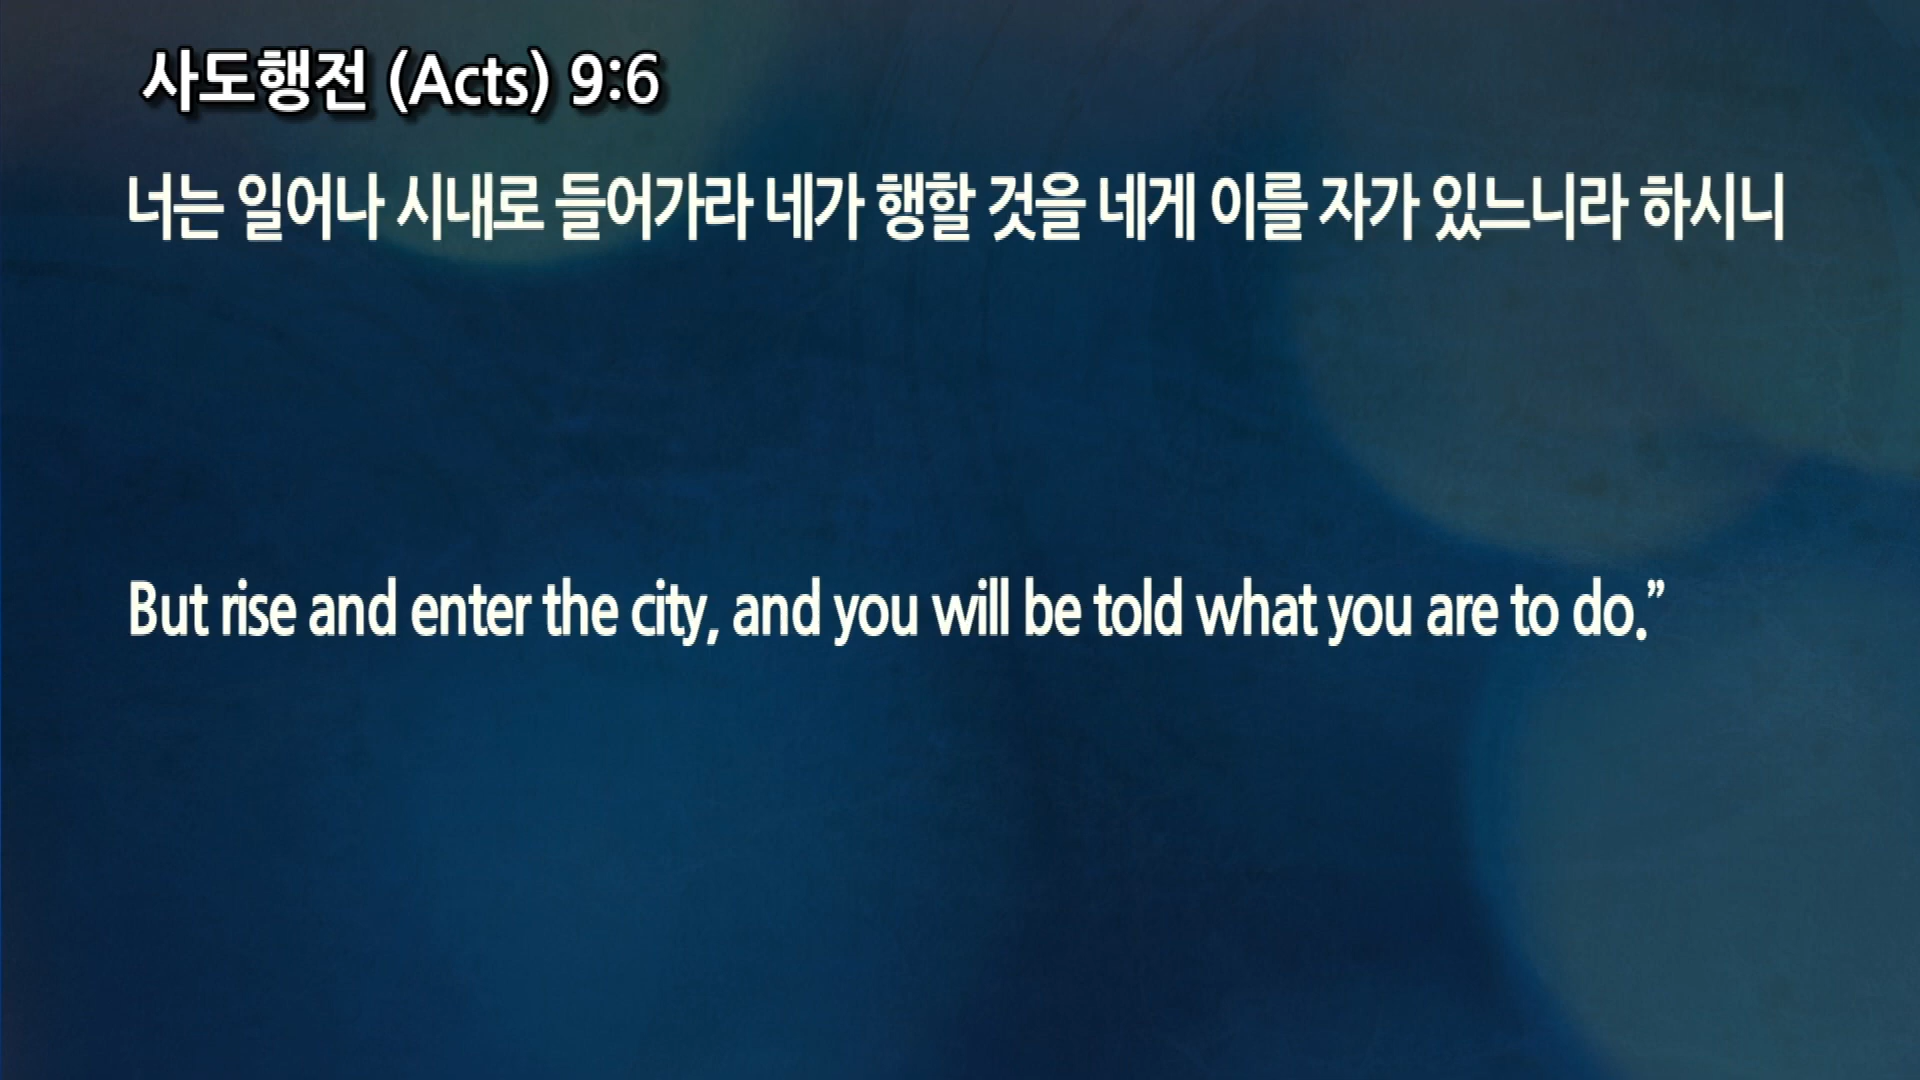 사도행전 (Acts) 9:6
너는 일어나 시내로 들어가라 네가 행할 것을 네게 이를 자가 있느니라 하시니
But rise and enter the city, and you will be told what you are to do.”